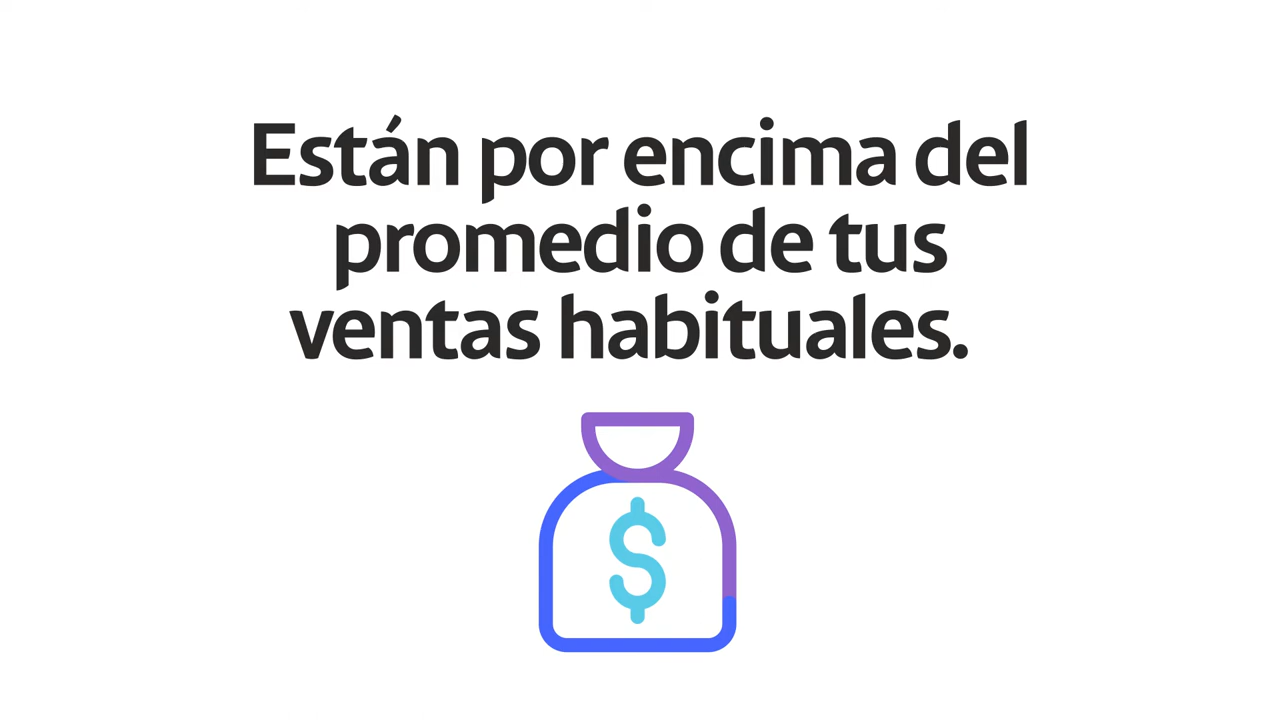 Están por encima del
promedio de tus
ventas habituales.
$